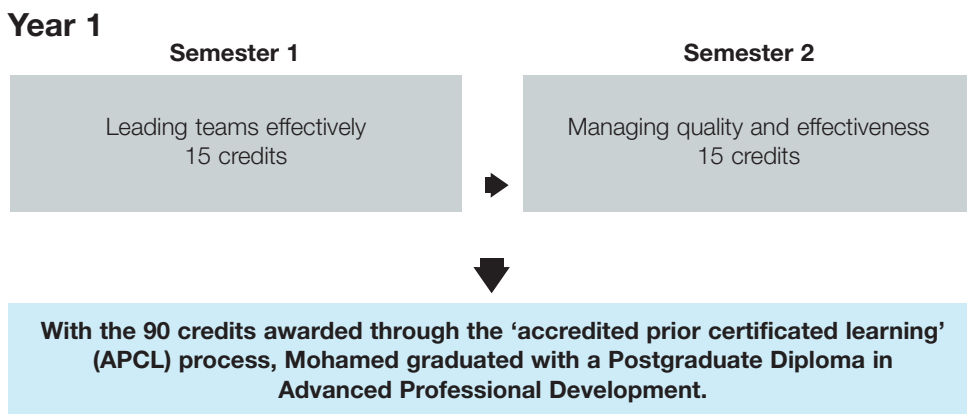 Year 1
Semester 1
Semester 2
Leading teams effectively
15 credits
Managing quality and effectiveness
15 credits
With the 90 credits awarded through the ‘accredited prior certificated learning’
(APCL) process, Mohamed graduated with a Postgraduate Diploma in
Advanced Professional Development.